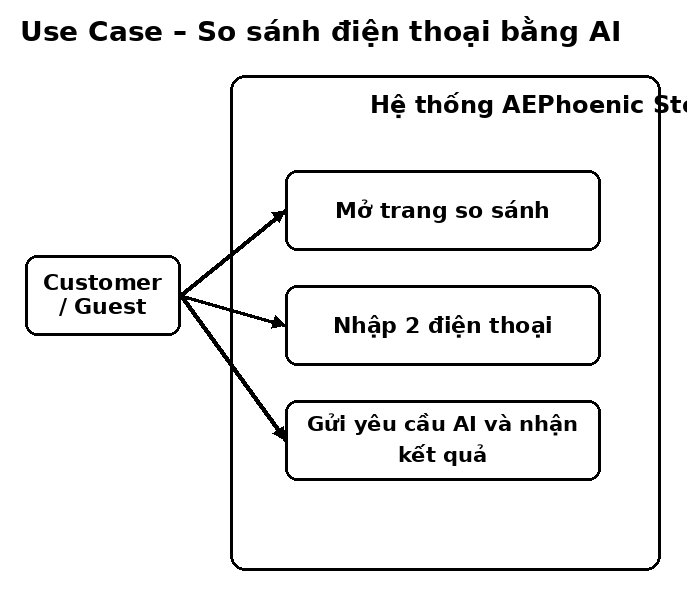 Use Case – So sánh điện thoại bằng AI
Hệ thống AEPhoenic
Mở trang so sánh
Customer
/ Guest
Nhập 2 điện thoại
Gửi yêu cầu AI và nhận
kết quả